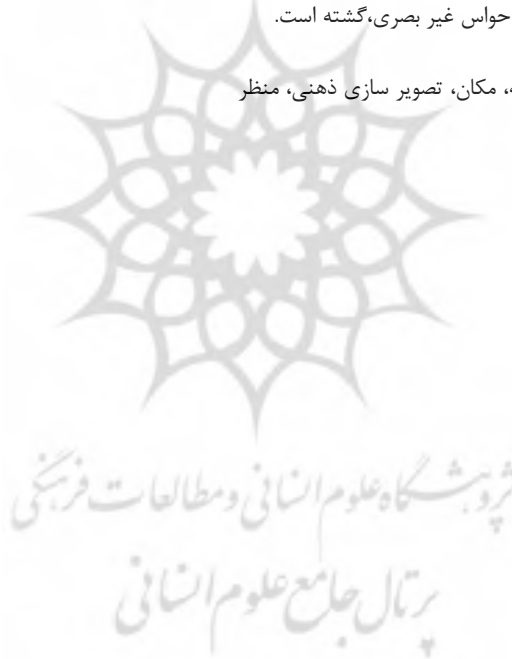 حواس غیر بصری،گشته است.
مکان، تصویر سازی ذهنی، منظر
پژوهشگاه علوم انسانی و مطالعات فرهنگی
پرتال جامع علوم انسانی